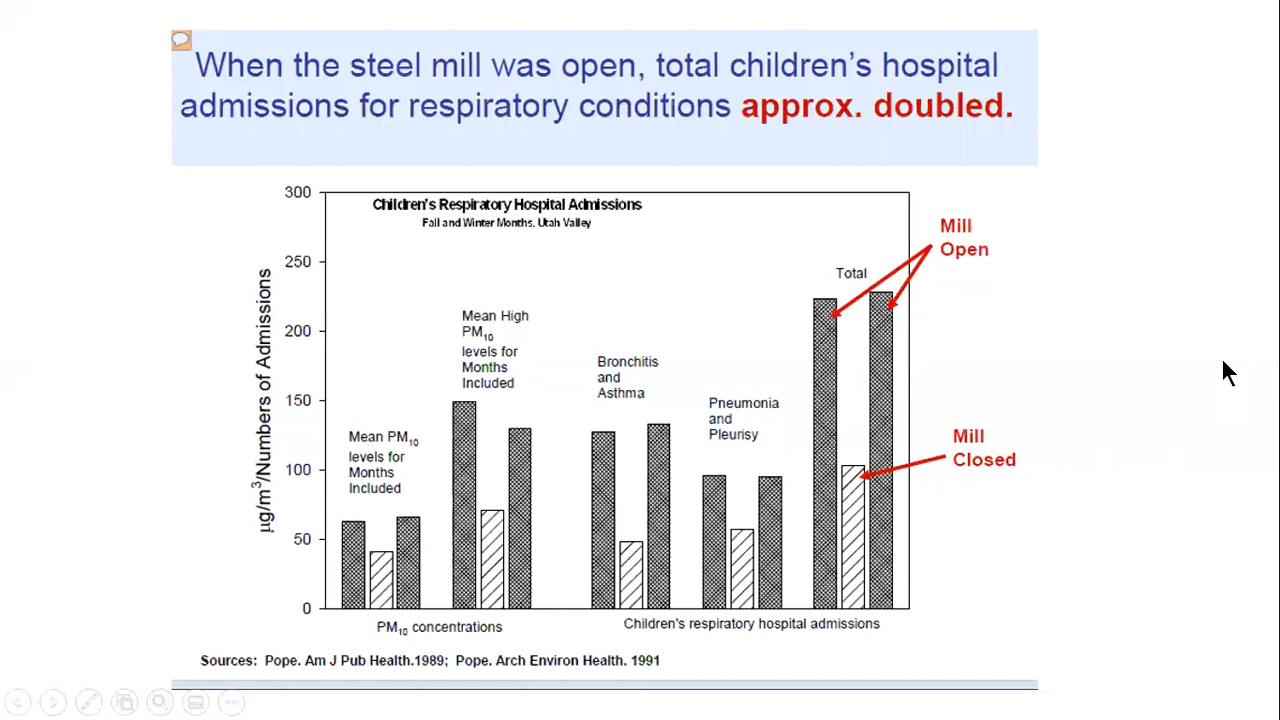 When the steel mill was open, total children's hospital
admissions for respiratory conditions approx. doubled.
300
250
200
150
100
50
0
μg/m3/Numbers of Admissions
Children's Respiratory Hospital Admissions
Fall and Winter Months, Utah Valley
Mean PM10
levels for
Months
Included
Mean High
PM10
levels for
Months
Included
Bronchitis
and
Asthma
Pneumonia
and
Pleurisy
Total
Mill
Open
Mill
Closed
PM10 concentrations
Children's respiratory hospital admissions
Sources: Pope. Am J Pub Health.1989; Pope. Arch Environ Health. 1991